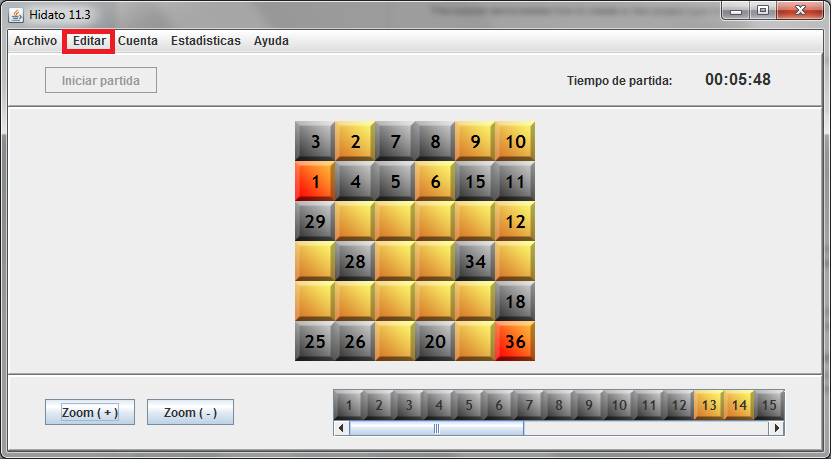 Hidato 11.3
Archivo Editar Cuenta Estadísticas Ayuda
Iniciar partida Tiempo de partida: 00:05:48
3 2 7 8 9 10
1 4 5 6 15 11
29 12
28 34
18
25 26 20 36
Zoom ( + ) Zoom ( - ) 1 2 3 4 5 6 7 8 9 10 11 12 13 14 15